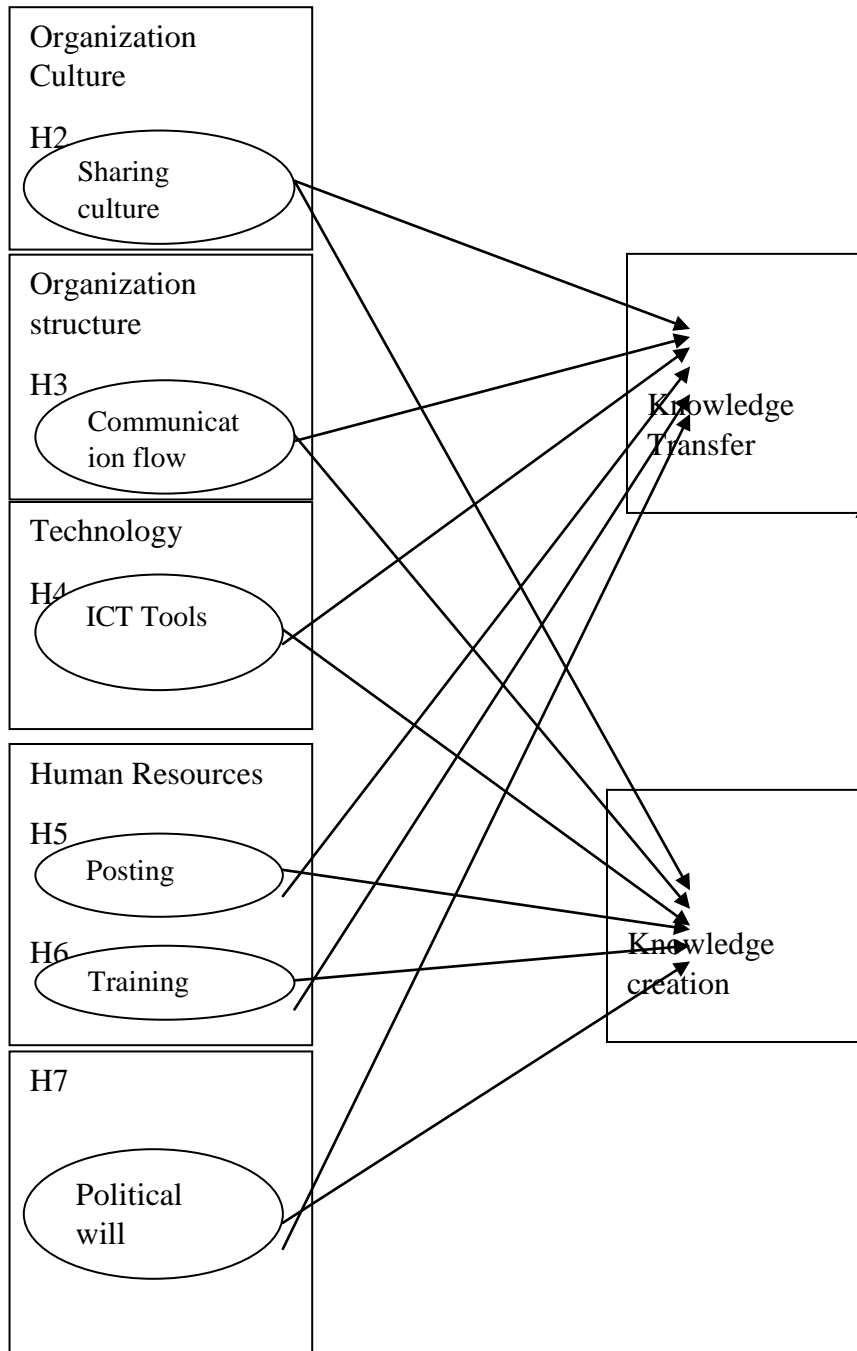 Organization
Culture
H2
Sharing
culture
Organization
structure
H3
Communicat
ion flow
Technology
H4
ICT Tools
Human Resources
H5
Posting
H6
Training
H7
Political
will
Knowledge
Transfer
Knowledge
creation